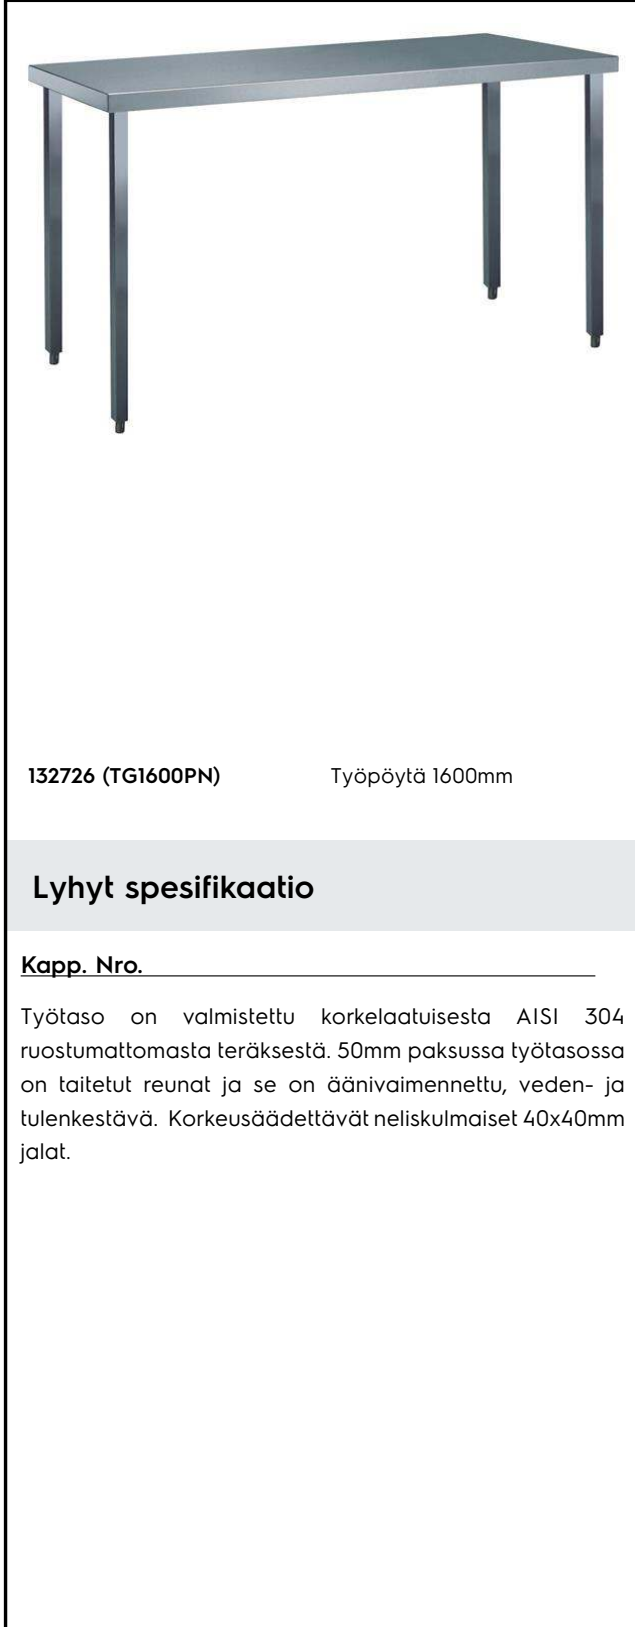 132726 (TG1600PN) Työpöytä 1600mm
Lyhyt spesifikaatio
Kapp. Nro.
Työtaso on valmistettu korkelaatuisesta AISI 304
ruostumattomasta teräksestä. 50mm paksussa työtasossa
on taitetut reunat ja se on äänivaimennettu, veden- ja
tulenkestävä. Korkeusäädettävät neliskulmaiset 40x40mm
jalat.